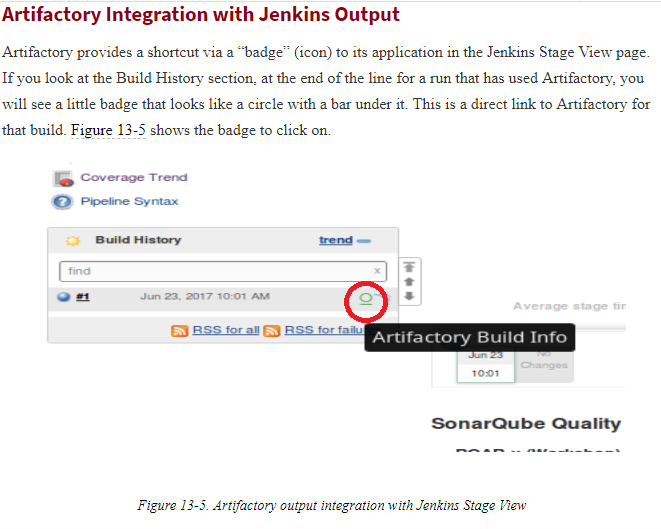 Artifactory Integration with Jenkins Output
Artifactory provides a shortcut via a “badge” (icon) to its application in the Jenkins Stage View page.
If you look at the Build History section, at the end of the line for a run that has used Artifactory, you
will see a little badge that looks like a circle with a bar under it. This is a direct link to Artifactory for
that build. Figure 13-5 shows the badge to click on.
Coverage Trend
Pipeline Syntax
Build History trend
find x
#1 Jun 23, 2017 10:01 AM
Average stage tim
RSS for all RSS for failu
Artifactory Build Info
Jun 23 No
Changes
10:01
SonarQube Quality
Figure 13-5. Artifactory output integration with Jenkins Stage View